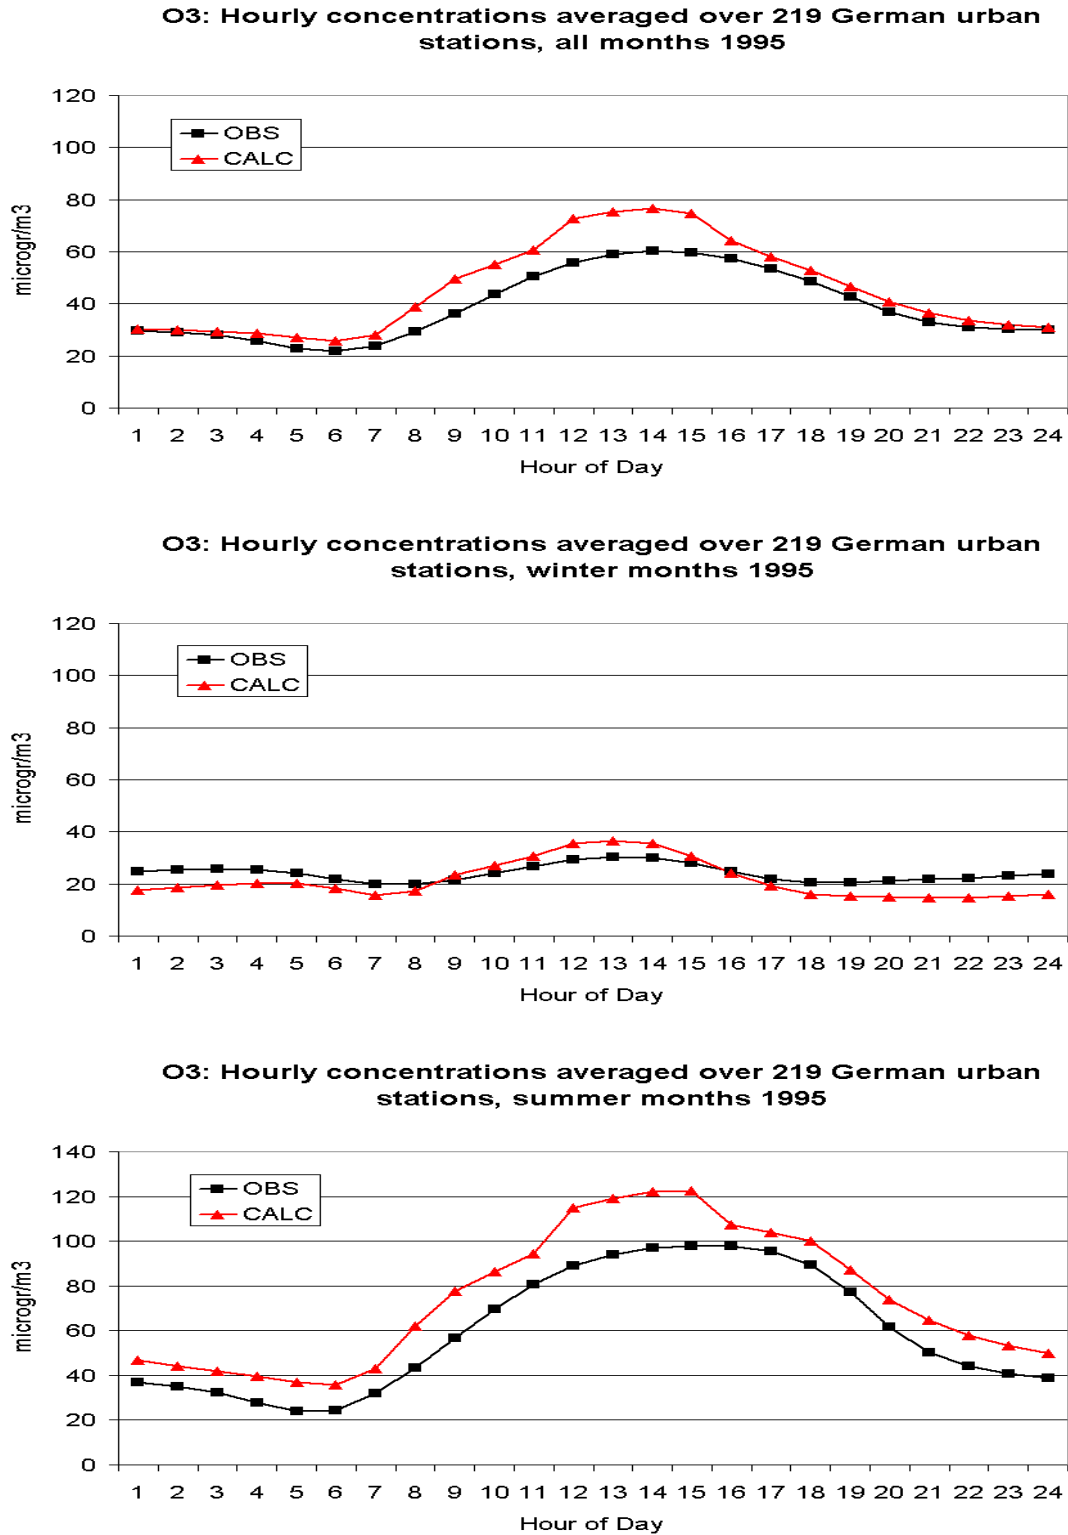 O3: Hourly concentrations averaged over 219 German urban
stations, all months 1995
120
100
80
60
40
20
0
microgr/m3
OBS
CALC
1 2 3 4 5 6 7 8 9 10 11 12 13 14 15 16 17 18 19 20 21 22 23 24
Hour of Day
O3: Hourly concentrations averaged over 219 German urban
stations, winter months 1995
120
100
80
60
40
20
0
microgr/m3
OBS
CALC
1 2 3 4 5 6 7 8 9 10 11 12 13 14 15 16 17 18 19 20 21 22 23 24
Hour of Day
O3: Hourly concentrations averaged over 219 German urban
stations, summer months 1995
140
120
100
80
60
40
20
0
microgr/m3
OBS
CALC
1 2 3 4 5 6 7 8 9 10 11 12 13 14 15 16 17 18 19 20 21 22 23 24
Hour of Day